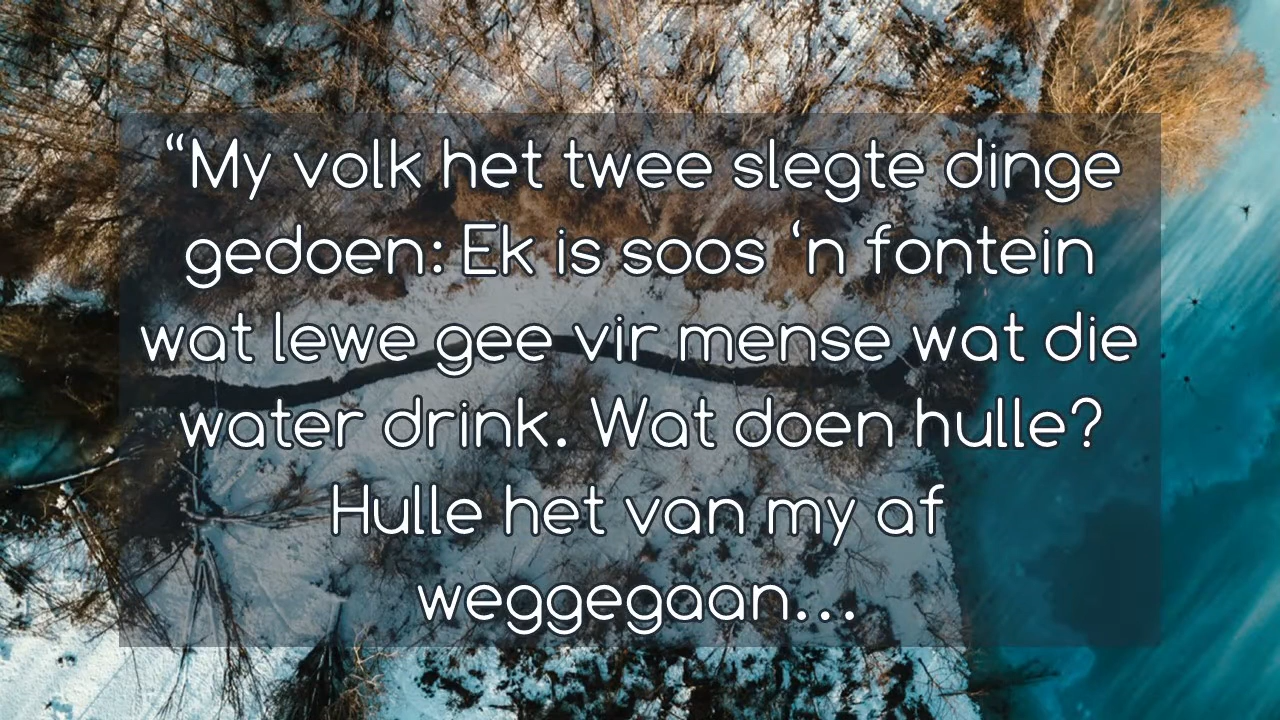 “My volk het twee slegte dinge
gedoen: Ek is soos ‘n fontein
wat lewe gee vir mense wat die
water drink. Wat doen hulle?
Hulle het van my af
weggegaan...